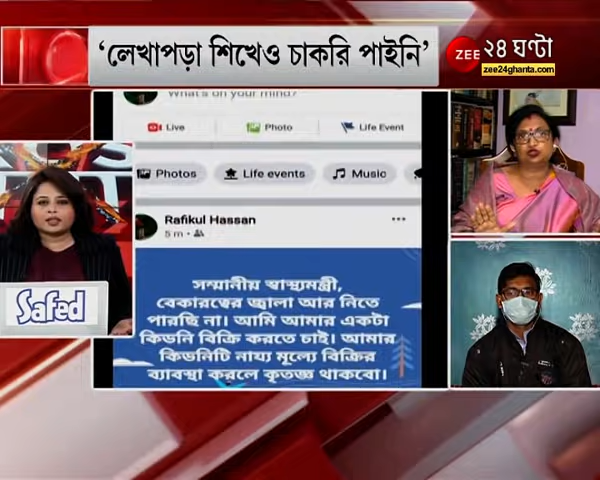 ‘লেখাপড়া শিখেও চাকরি পাইনি’
ZEE ২৪ ঘণ্টা
zee24ghanta.com
What's on your mind?
Live
Photo
Life Event
Photos
Life events
Music
Rafikul Hassan
5 m
সম্মানীয় স্বাস্থ্যমন্ত্রী,
বেকারত্বের জ্বালা আর নিতে
পারছি না। আমি আমার একটা
কিডনি বিক্রি করতে চাই। আমার
কিডনিটি নায্য মূল্যে বিক্রির
ব্যাবস্থা করলে কৃতজ্ঞ থাকবো।
Safed